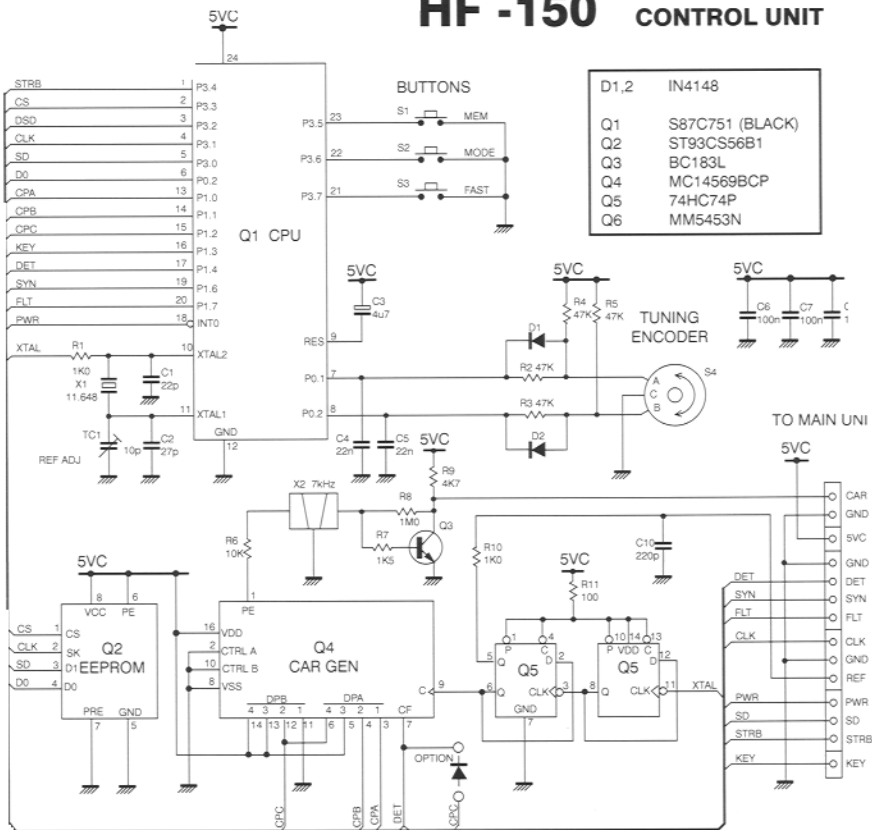 HF -150 CONTROL UNIT
5VC
24
STRB 1 P3.4
CS 2 P3.3
DSD 3 P3.2
CLK 4 P3.1
SD 5 P3.0
D0 6 P0.2
CPA 13 P1.0
CPB 14 P1.1
CPC 15 P1.2
KEY 16 P1.3
DET 17 P1.4
SYN 19 P1.6
FLT 20 P1.7
PWR 18 INT0
XTAL
R1
1K0
10 XTAL2
X1
11.648
C1
22p
11 XTAL1
TC1
10p
REF ADJ
C2
27p
GND
12
Q1 CPU
BUTTONS
P3.5 23 S1 MEM
P3.6 22 S2 MODE
P3.7 21 S3 FAST
D1,2 IN4148
Q1 S87C751 (BLACK)
Q2 ST93CS56B1
Q3 BC183L
Q4 MC14569BCP
Q5 74HC74P
Q6 MM5453N
5VC
C3
4u7
RES 9
P0.1 7
P0.2 8
5VC
R4
47K
R5
47K
D1
R2 47K
R3 47K
D2
TUNING
ENCODER
S4
A
C
B
5VC
C6
100n
C7
100n
C4
22n
C5
22n
5VC
R9
4K7
X2 7kHz
R8
1M0
R7
1K5
Q3
R6
10K
R10
1K0
C10
220p
5VC
R11
100
TO MAIN UNI
5VC
CAR
GND
5VC
GND
DET DET
SYN SYN
FLT FLT
CLK CLK
GND
REF
PWR PWR
SD SD
STRB STRB
KEY KEY
5VC
8 6
VCC PE
CS 1 CS
CLK 2 SK
SD 3 D1
D0 4 D0
Q2
EEPROM
PRE GND
7 5
1
PE
16 VDD
2 CTRL A
10 CTRL B
8 VSS
Q4
CAR GEN
C 9
DPB DPA
4 3 2 1 4 3 2 1 CF
14 13 12 11 6 5 4 3 7
OPTION
CPC
CPB
CPA
DET
CPC
1 4
P C
5 Q D 2
Q5
6 Q CLK 3
GND
7
10 14 13
P VDD C
D 12
Q5
8 Q CLK 11 XTAL